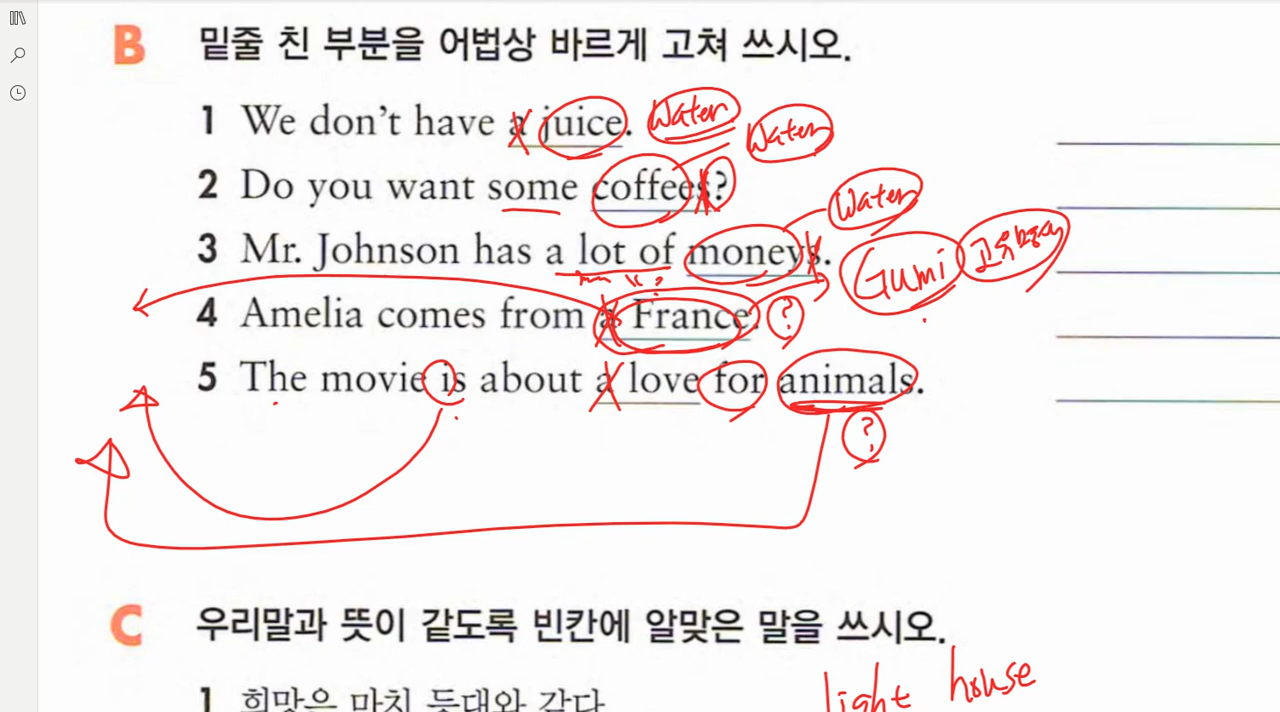 B 밑줄 친 부분을 어법상 바르게 고쳐 쓰시오.
1 We don't have a juice. Water
Water
2 Do you want some coffees??
Water
3 Mr. Johnson has a lot of moneys.
Gumi 고유명사
4 Amelia comes from a France. ?
5 The movie is about a love for animals.
?
C 우리말과 뜻이 같도록 빈칸에 알맞은 말을 쓰시오.
light house
1 희망은 마치 등대와 같다